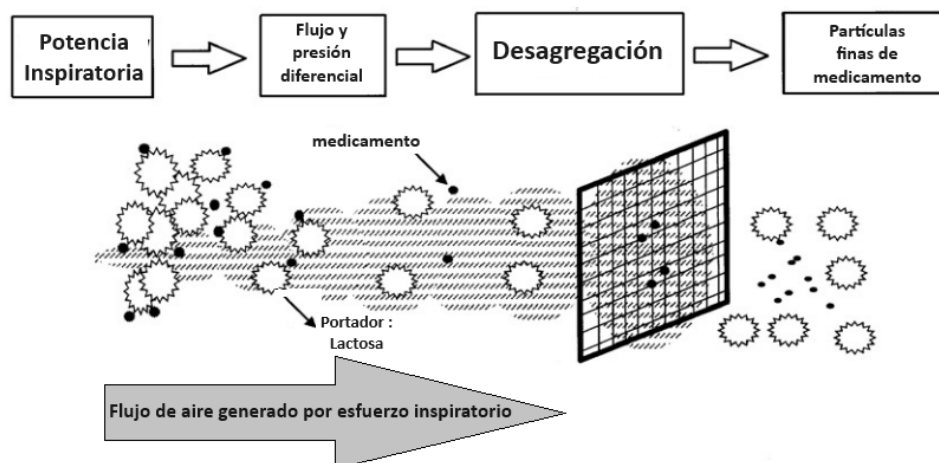 Potencia
Inspiratoria
Flujo y
presión
diferencial
Desagregación
Partículas
finas de
medicamento
medicamento
Portador :
Lactosa
Flujo de aire generado por esfuerzo inspiratorio